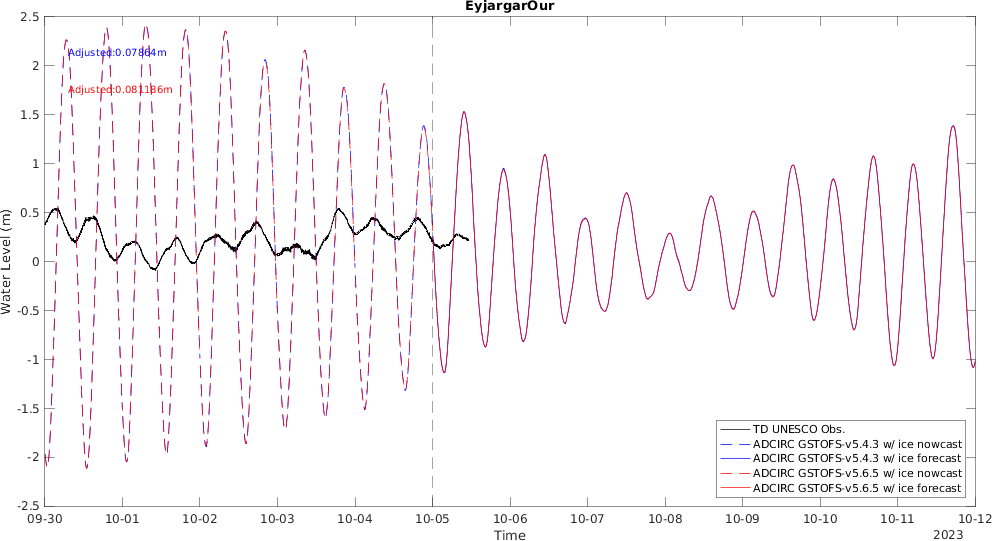 EyjargarOur
2.5
2
1.5
1
0.5
0
-0.5
-1
-1.5
-2
-2.5
Water Level (m)
Adjusted:0.07864m
Adjusted:0.081186m
TD UNESCO Obs.
ADCIRC GSTOFS-v5.4.3 w/ ice nowcast
ADCIRC GSTOFS-v5.4.3 w/ ice forecast
ADCIRC GSTOFS-v5.6.5 w/ ice nowcast
ADCIRC GSTOFS-v5.6.5 w/ ice forecast
09-30 10-01 10-02 10-03 10-04 10-05 10-06 10-07 10-08 10-09 10-10 10-11 10-12
Time
2023